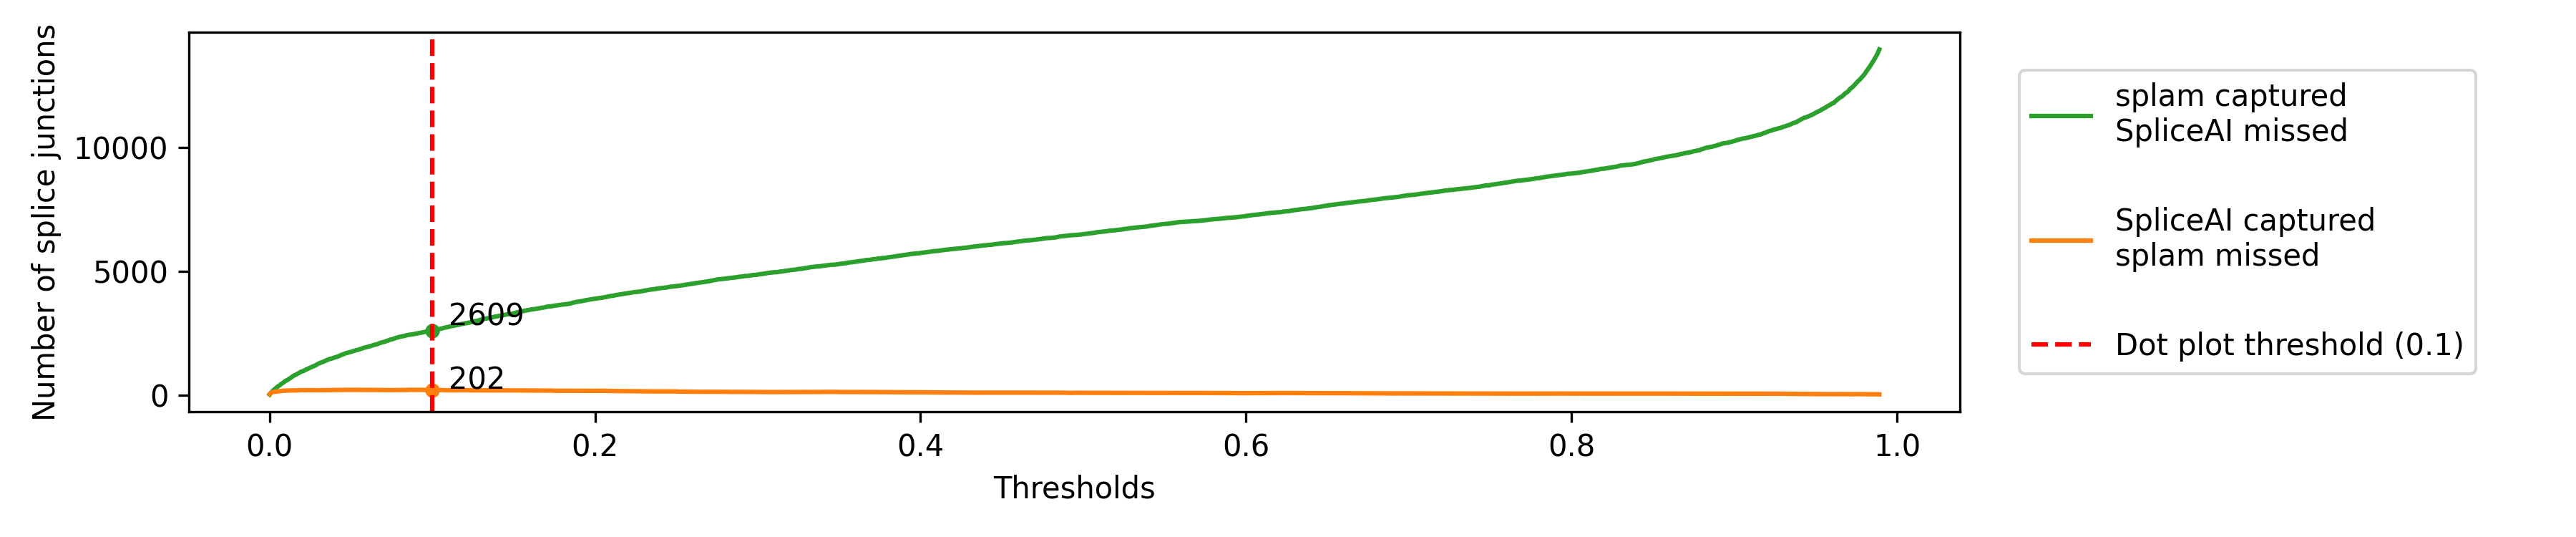 Number of splice junctions
10000
5000
0
2609
202
0.0 0.2 0.4 0.6 0.8 1.0
Thresholds
splam captured
SpliceAI missed
SpliceAI captured
splam missed
Dot plot threshold (0.1)